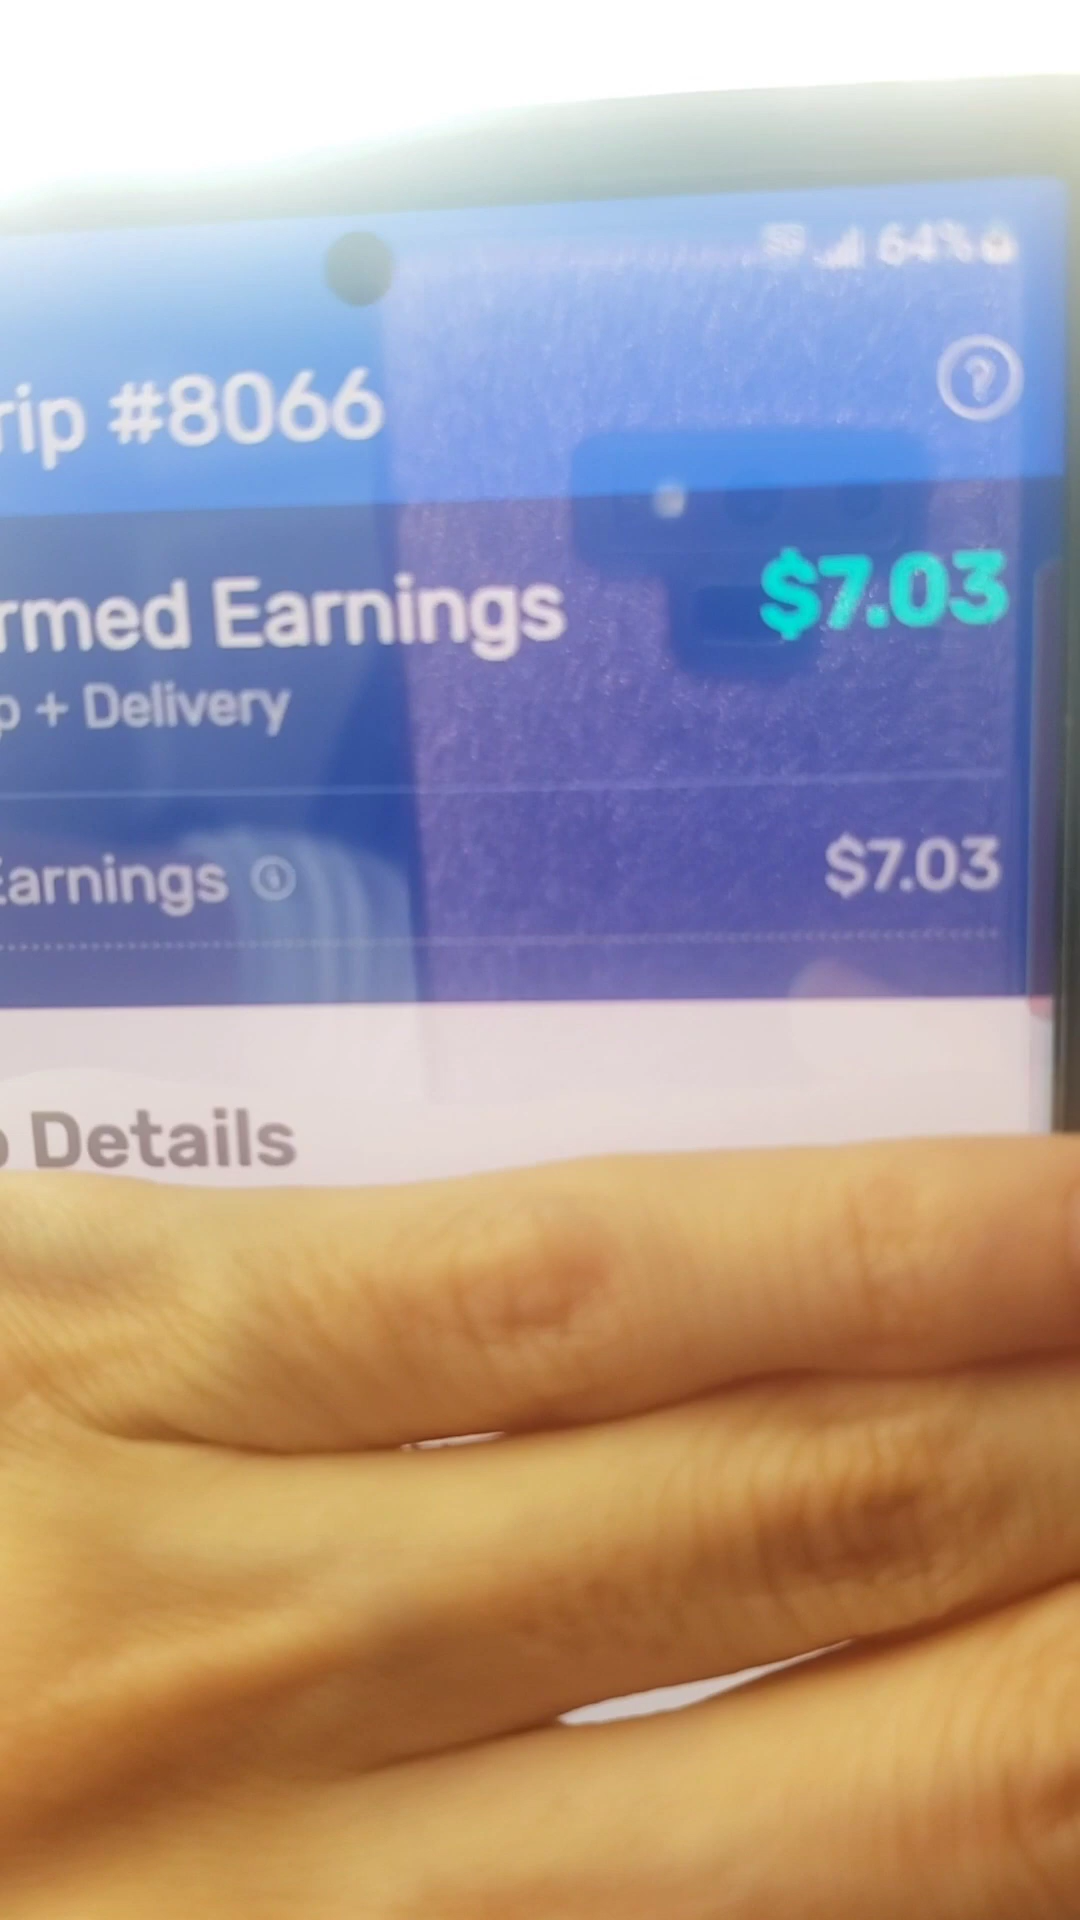 64%
rip #8066
rmed Earnings $7.03
p + Delivery
Earnings $7.03
Details